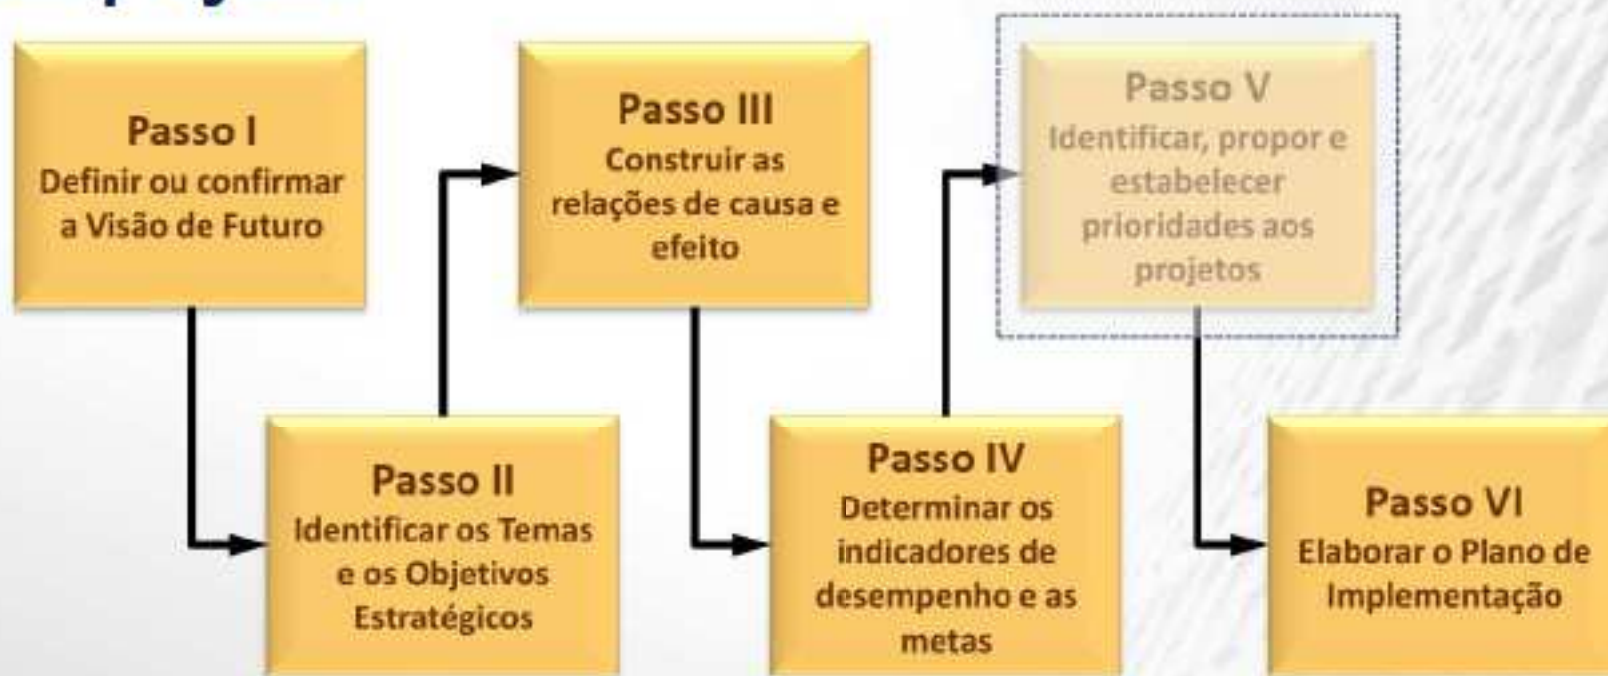 Passo I
Definir ou confirmar
a Visão de Futuro
Passo II
Identificar os Temas
e os Objetivos
Estratégicos
Passo III
Construir as
relações de causa e
efeito
Passo IV
Determinar os
indicadores de
desempenho e as
metas
Passo V
Identificar, propor e
estabelecer
prioridades aos
projetos
Passo VI
Elaborar o Plano de
Implementação